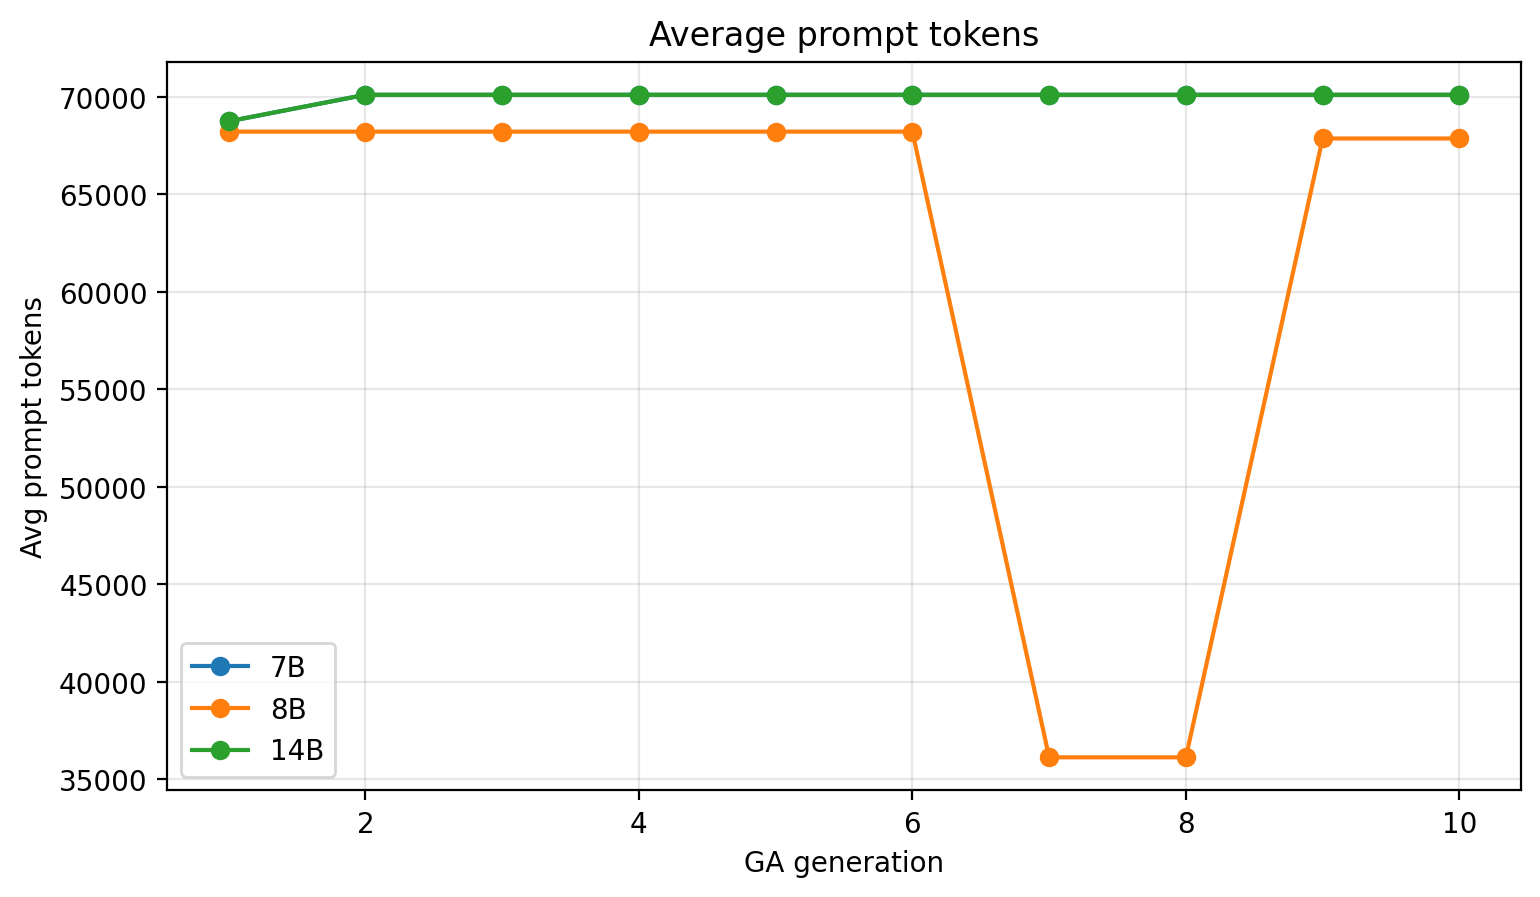 Average prompt tokens
Avg prompt tokens
70000
65000
60000
55000
50000
45000
40000
35000
7B
8B
14B
2 4 6 8 10
GA generation